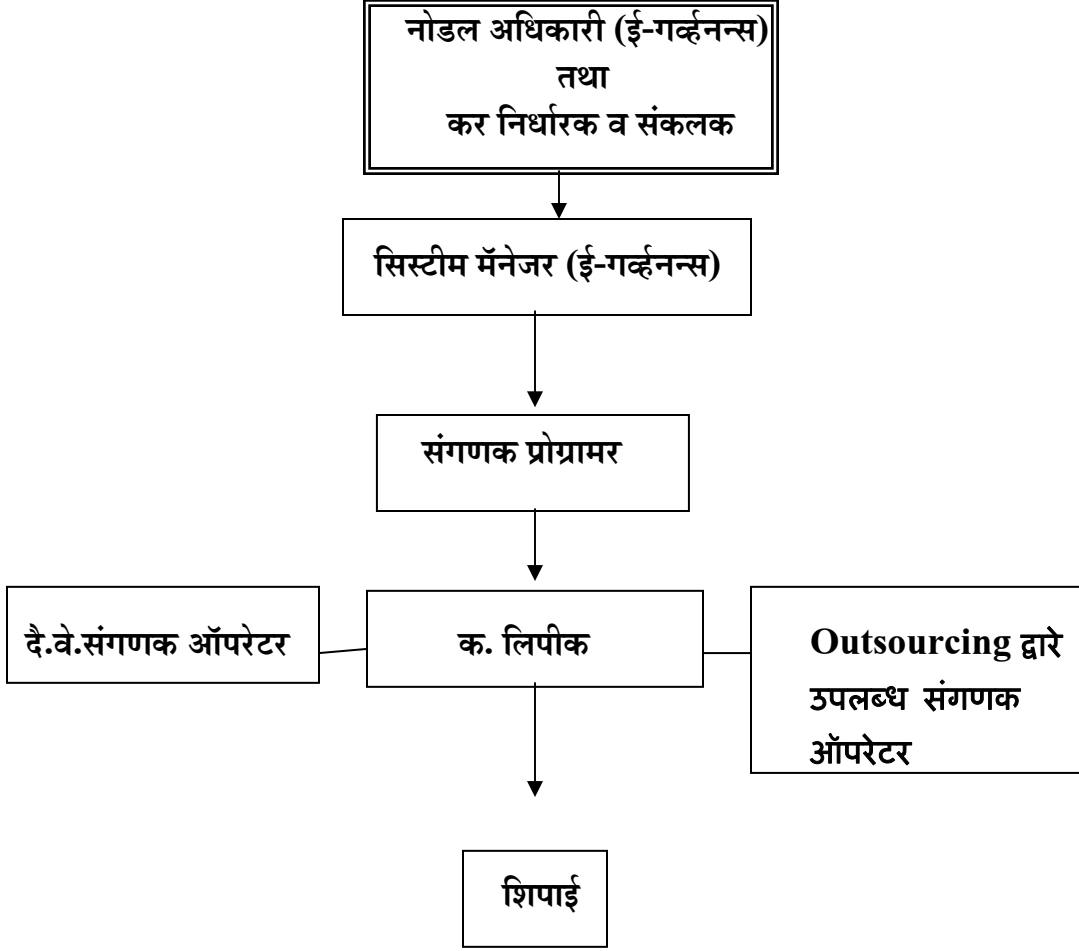 नोडल अधिकारी (ई-गर्व्हनन्स)
तथा
कर निर्धारक व संकलक
सिस्टीम मॅनेजर (ई-गर्व्हनन्स)
संगणक प्रोग्रामर
दै.वे.संगणक ऑपरेटर
क. लिपीक
Outsourcing द्वारे
उपलब्ध संगणक
ऑपरेटर
शिपाई